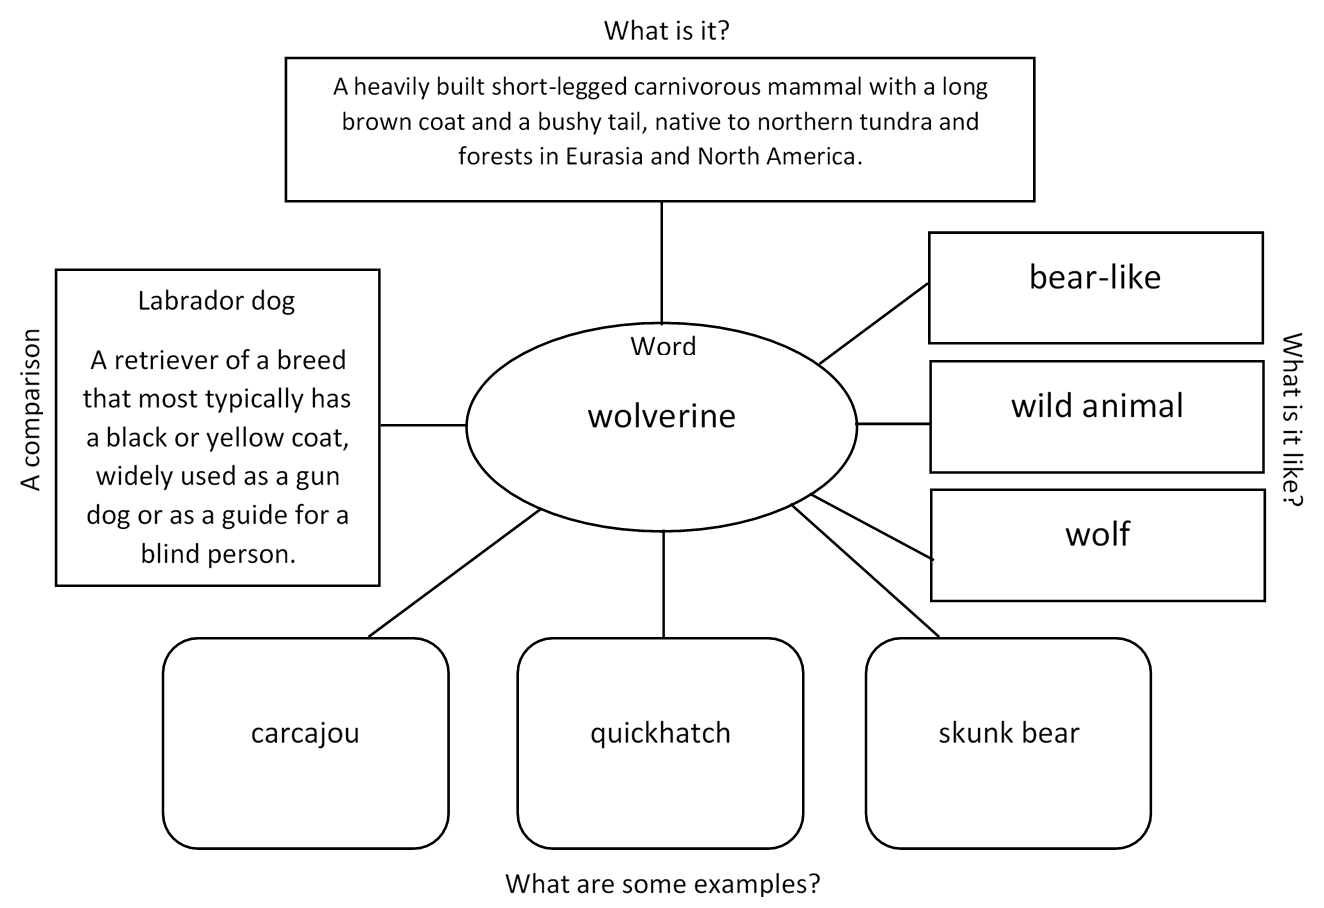 What is it?
A heavily built short-legged carnivorous mammal with a long
brown coat and a bushy tail, native to northern tundra and
forests in Eurasia and North America.
A comparison
Labrador dog
A retriever of a breed
that most typically has
a black or yellow coat,
widely used as a gun
dog or as a guide for a
blind person.
Word
wolverine
bear-like
wild animal
wolf
What is it like?
carcajou
quickhatch
skunk bear
What are some examples?